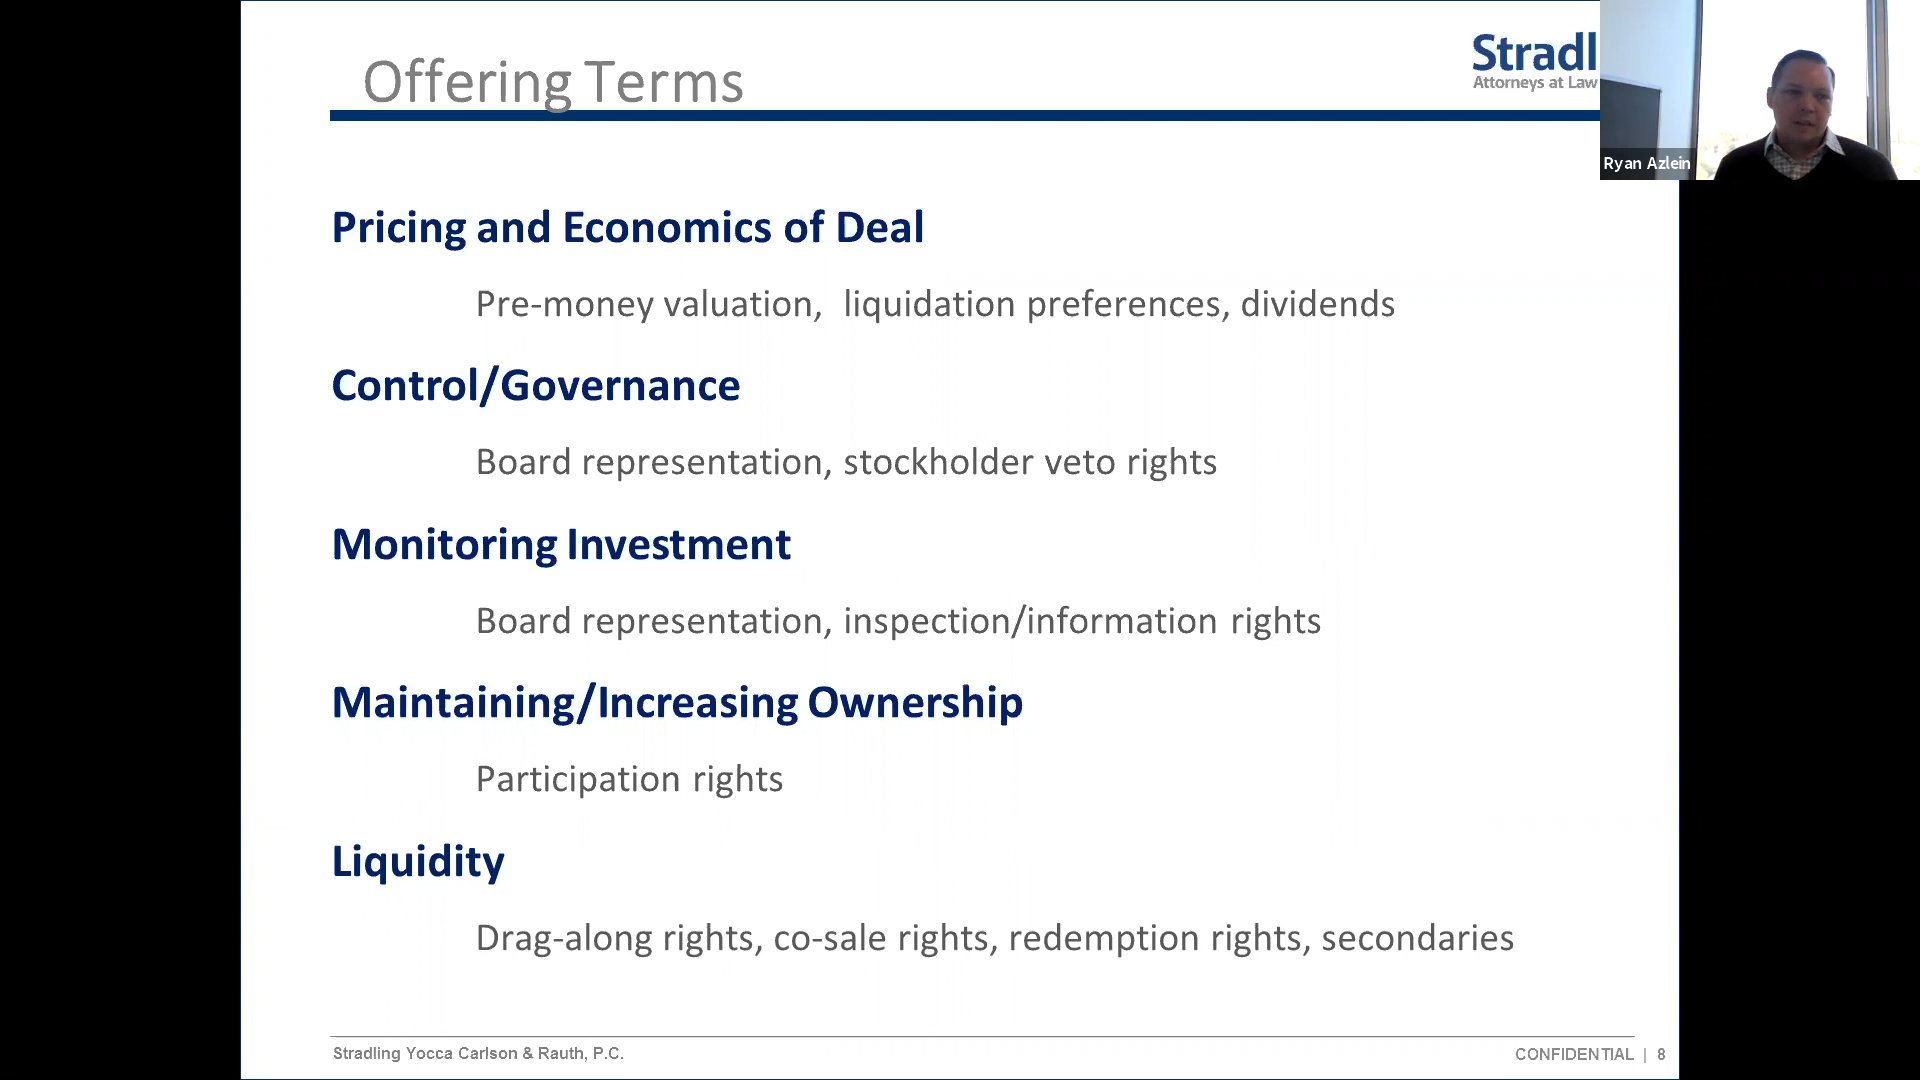 Offering Terms
Stradl
Attorneys at Law
Ryan Azlein
Pricing and Economics of Deal
Pre-money valuation, liquidation preferences, dividends
Control/Governance
Board representation, stockholder veto rights
Monitoring Investment
Board representation, inspection/information rights
Maintaining/Increasing Ownership
Participation rights
Liquidity
Drag-along rights, co-sale rights, redemption rights, secondaries
Stradling Yocca Carlson & Rauth, P.C.
CONFIDENTIAL | 8